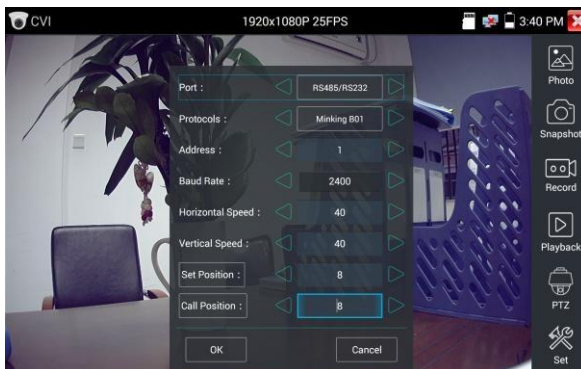 CVI 1920x1080P 25FPS 3:40 PM
Port : RS485/RS232
Protocols : Minking B01
Address : 1
Baud Rate : 2400
Horizontal Speed : 40
Vertical Speed : 40
Set Position : 8
Call Position : 8
OK Cancel
Photo
Snapshot
Record
Playback
PTZ
Set